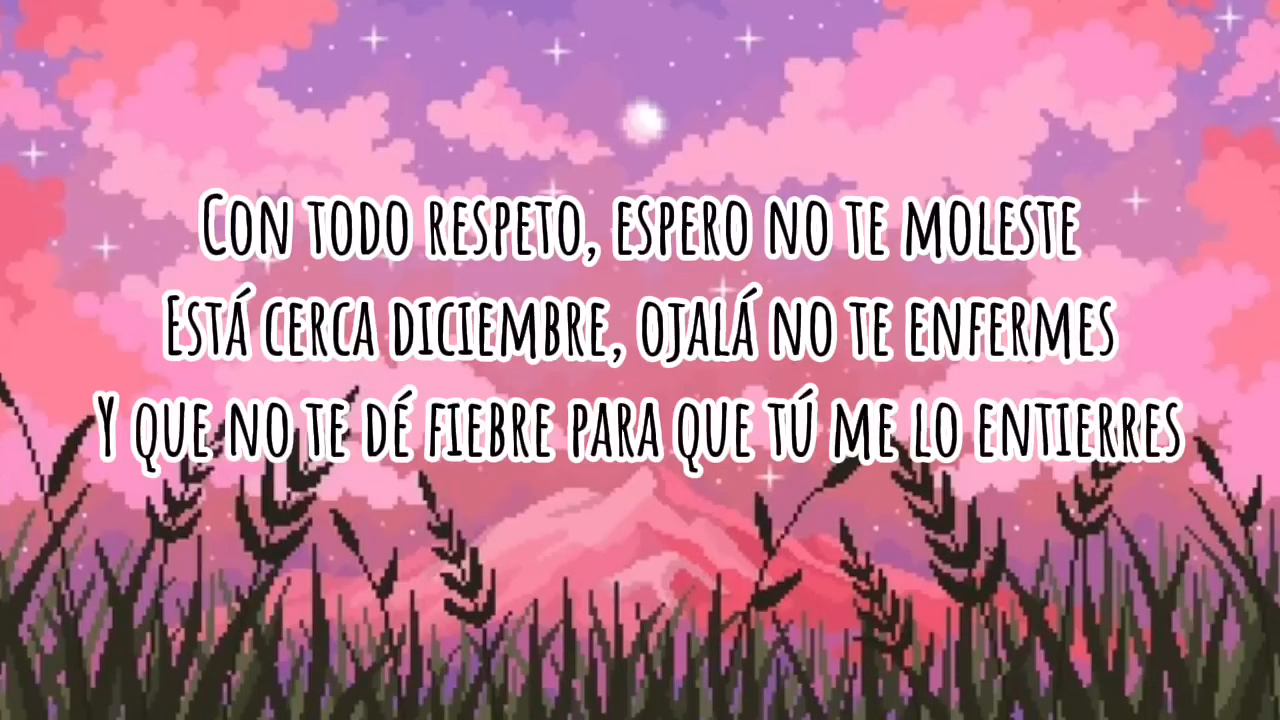 Con todo respeto, espero no te moleste
Está cerca diciembre, ojalá no te enfermes
Y que no te dé fiebre para que tú me lo entierres